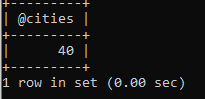 +---------+
| @cities |
+---------+
|      40 |
+---------+
1 row in set (0.00 sec)